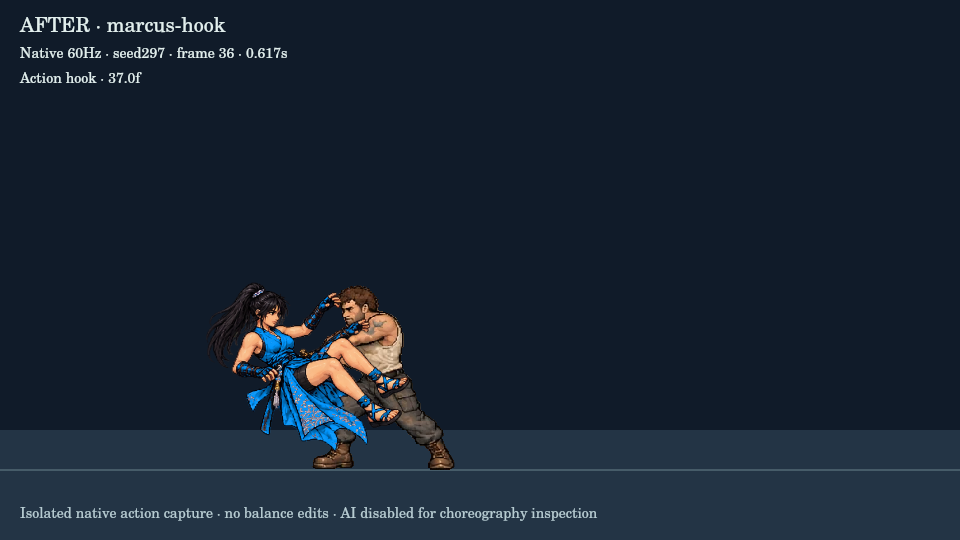 AFTER · marcus-hook
Native 60Hz · seed297 · frame 36 · 0.617s
Action hook · 37.0f
Isolated native action capture · no balance edits · AI disabled for choreography inspection